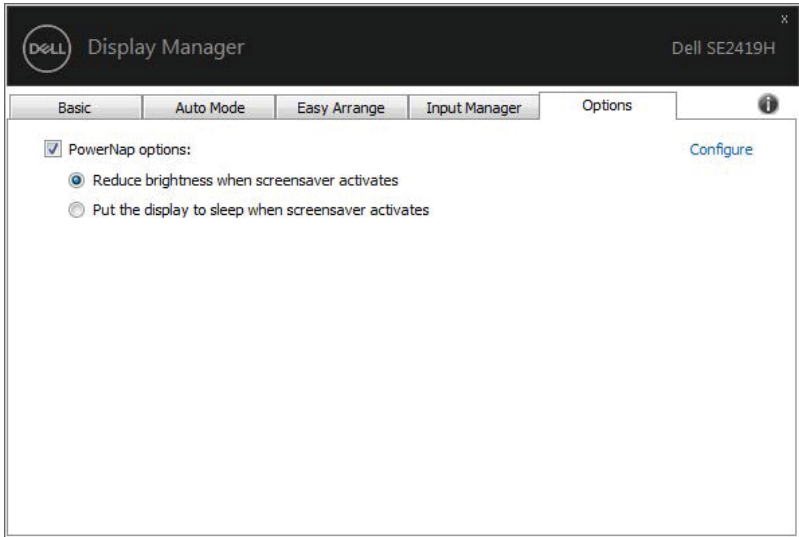 x
DELL Display Manager Dell SE2419H
Basic Auto Mode Easy Arrange Input Manager Options i
PowerNap options: Configure
Reduce brightness when screensaver activates
Put the display to sleep when screensaver activates